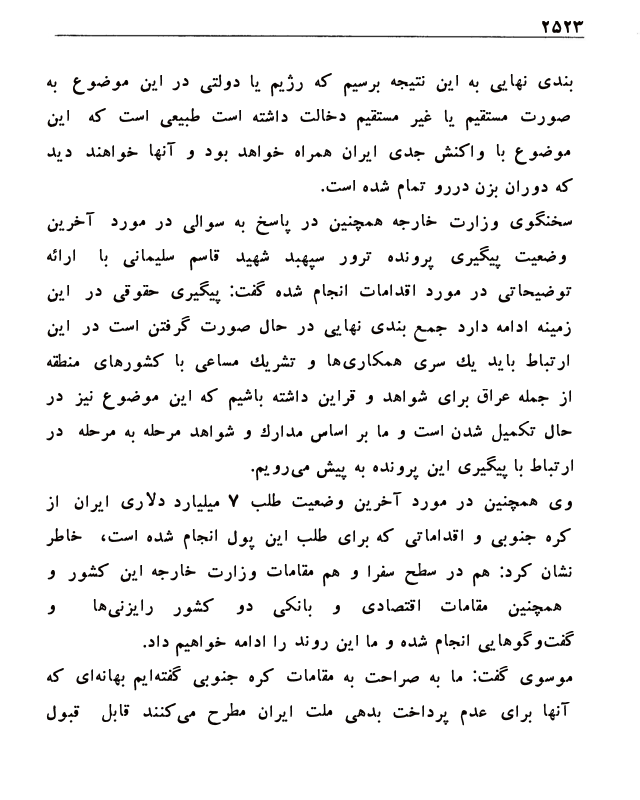 ۲۵۲۳
بندی نهایی به این نتیجه برسیم که رژیم یا دولتی در این موضوع به
صورت مستقیم یا غیر مستقیم دخالت داشته است طبیعی است که این
موضوع با واکنش جدی ایران همراه خواهد بود و آنها خواهند دید
که دوران بزن دررو تمام شده است.
سخنگوی وزارت خارجه همچنین در پاسخ به سوالی در مورد آخرین
وضعیت پیگیری پرونده ترور سپهبد شهید قاسم سلیمانی با ارائه
توضیحاتی در مورد اقدامات انجام شده گفت: پیگیری حقوقی در این
زمینه ادامه دارد جمع بندی نهایی در حال صورت گرفتن است در این
ارتباط باید یك سری همکاری‌ها و تشریك مساعی با کشورهای منطقه
از جمله عراق برای شواهد و قراین داشته باشیم که این موضوع نیز در
حال تکمیل شدن است و ما بر اساس مدارك و شواهد مرحله به مرحله در
ارتباط با پیگیری این پرونده به پیش می‌رویم.
وی همچنین در مورد آخرین وضعیت طلب ۷ میلیارد دلاری ایران از
کره جنوبی و اقداماتی که برای طلب این پول انجام شده است، خاطر
نشان کرد: هم در سطح سفرا و هم مقامات وزارت خارجه این کشور و
همچنین مقامات اقتصادی و بانکی دو کشور رایزنی‌ها و
گفت‌وگوهایی انجام شده و ما این روند را ادامه خواهیم داد.
موسوی گفت: ما به صراحت به مقامات کره جنوبی گفته‌ایم بهانه‌ای که
آنها برای عدم پرداخت بدهی ملت ایران مطرح می‌کنند قابل قبول